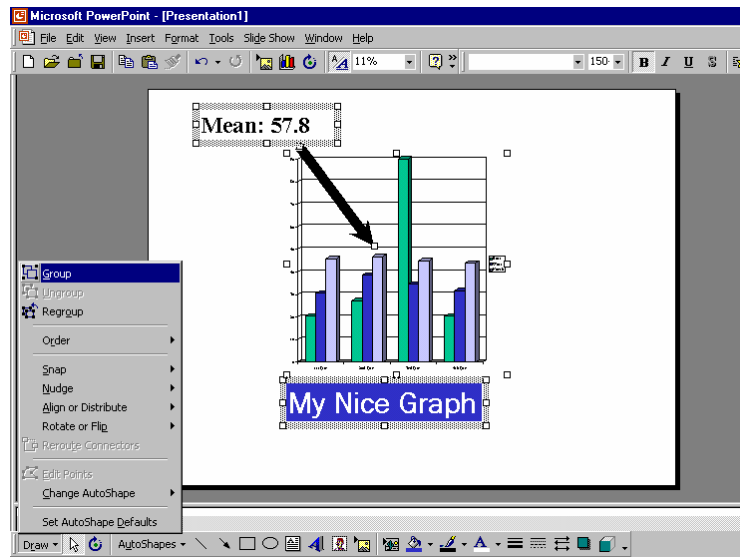 Microsoft PowerPoint - [Presentation1]
File Edit View Insert Format Tools Slide Show Window Help
11% 150 B I U S
Mean: 57.8
My Nice Graph
Group
Ungroup
Regroup
Order
Snap
Nudge
Align or Distribute
Rotate or Flip
Reroute Connectors
Edit Points
Change AutoShape
Set AutoShape Defaults
Draw AutoShapes